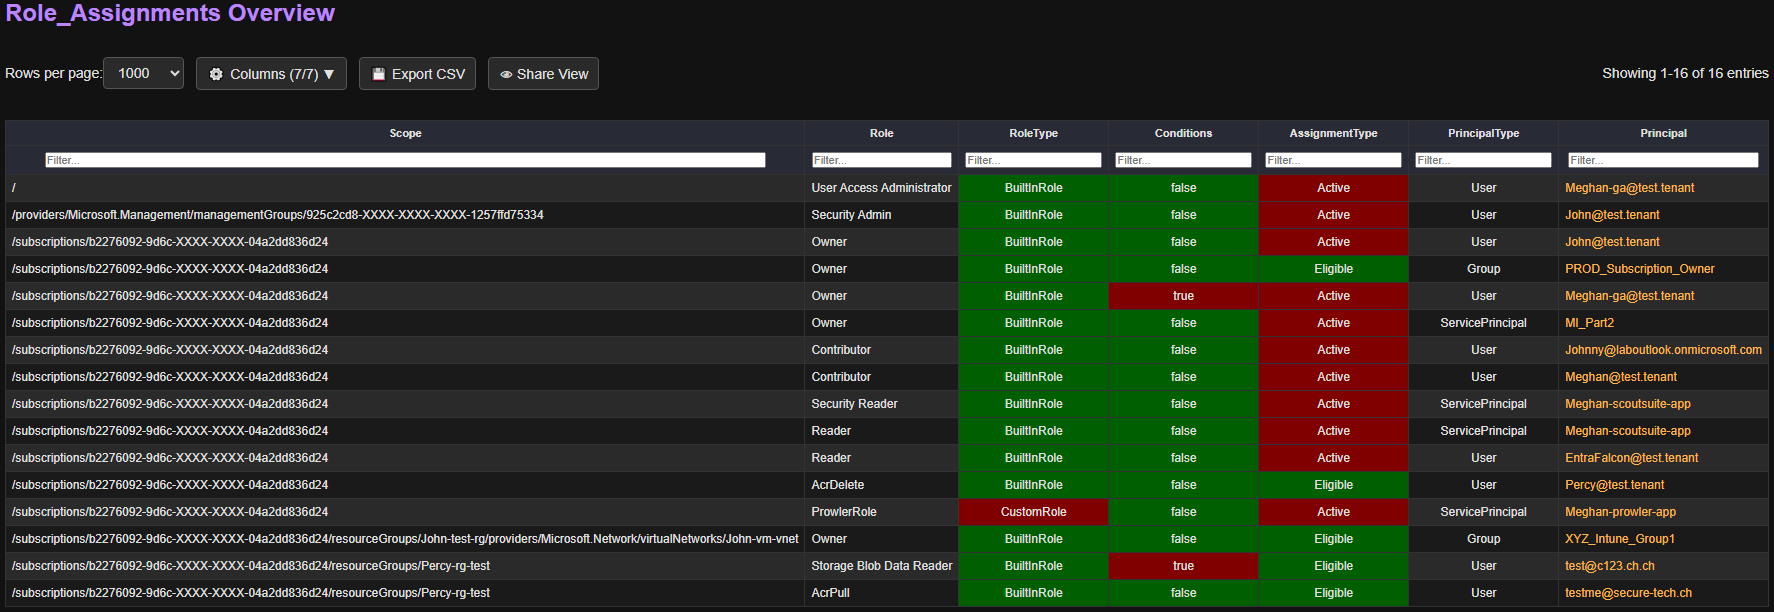 Role_Assignments Overview
Rows per page: 1000 Columns (7/7) ▼ Export CSV Share View Showing 1-16 of 16 entries
Scope Role RoleType Conditions AssignmentType PrincipalType Principal
Filter... Filter... Filter... Filter... Filter... Filter... Filter...
/ User Access Administrator BuiltInRole false Active User Meghan-ga@test.tenant
/providers/Microsoft.Management/managementGroups/925c2cd8-XXXX-XXXX-XXXX-1257ffd75334 Security Admin BuiltInRole false Active User John@test.tenant
/subscriptions/b2276092-9d6c-XXXX-XXXX-04a2dd836d24 Owner BuiltInRole false Active User John@test.tenant
/subscriptions/b2276092-9d6c-XXXX-XXXX-04a2dd836d24 Owner BuiltInRole false Eligible Group PROD_Subscription_Owner
/subscriptions/b2276092-9d6c-XXXX-XXXX-04a2dd836d24 Owner BuiltInRole true Active User Meghan-ga@test.tenant
/subscriptions/b2276092-9d6c-XXXX-XXXX-04a2dd836d24 Owner BuiltInRole false Active ServicePrincipal MI_Part2
/subscriptions/b2276092-9d6c-XXXX-XXXX-04a2dd836d24 Contributor BuiltInRole false Active User Johnny@laboutlook.onmicrosoft.com
/subscriptions/b2276092-9d6c-XXXX-XXXX-04a2dd836d24 Contributor BuiltInRole false Active User Meghan@test.tenant
/subscriptions/b2276092-9d6c-XXXX-XXXX-04a2dd836d24 Security Reader BuiltInRole false Active ServicePrincipal Meghan-scoutsuite-app
/subscriptions/b2276092-9d6c-XXXX-XXXX-04a2dd836d24 Reader BuiltInRole false Active ServicePrincipal Meghan-scoutsuite-app
/subscriptions/b2276092-9d6c-XXXX-XXXX-04a2dd836d24 Reader BuiltInRole false Active User EntraFalcon@test.tenant
/subscriptions/b2276092-9d6c-XXXX-XXXX-04a2dd836d24 AcrDelete BuiltInRole false Eligible User Percy@test.tenant
/subscriptions/b2276092-9d6c-XXXX-XXXX-04a2dd836d24 ProwlerRole CustomRole false Active ServicePrincipal Meghan-prowler-app
/subscriptions/b2276092-9d6c-XXXX-XXXX-04a2dd836d24/resourceGroups/John-test-rg/providers/Microsoft.Network/virtualNetworks/John-vm-vnet Owner BuiltInRole false Eligible Group XYZ_Intune_Group1
/subscriptions/b2276092-9d6c-XXXX-XXXX-04a2dd836d24/resourceGroups/Percy-rg-test Storage Blob Data Reader BuiltInRole true Eligible User test@c123.ch.ch
/subscriptions/b2276092-9d6c-XXXX-XXXX-04a2dd836d24/resourceGroups/Percy-rg-test AcrPull BuiltInRole false Eligible User testme@secure-tech.ch